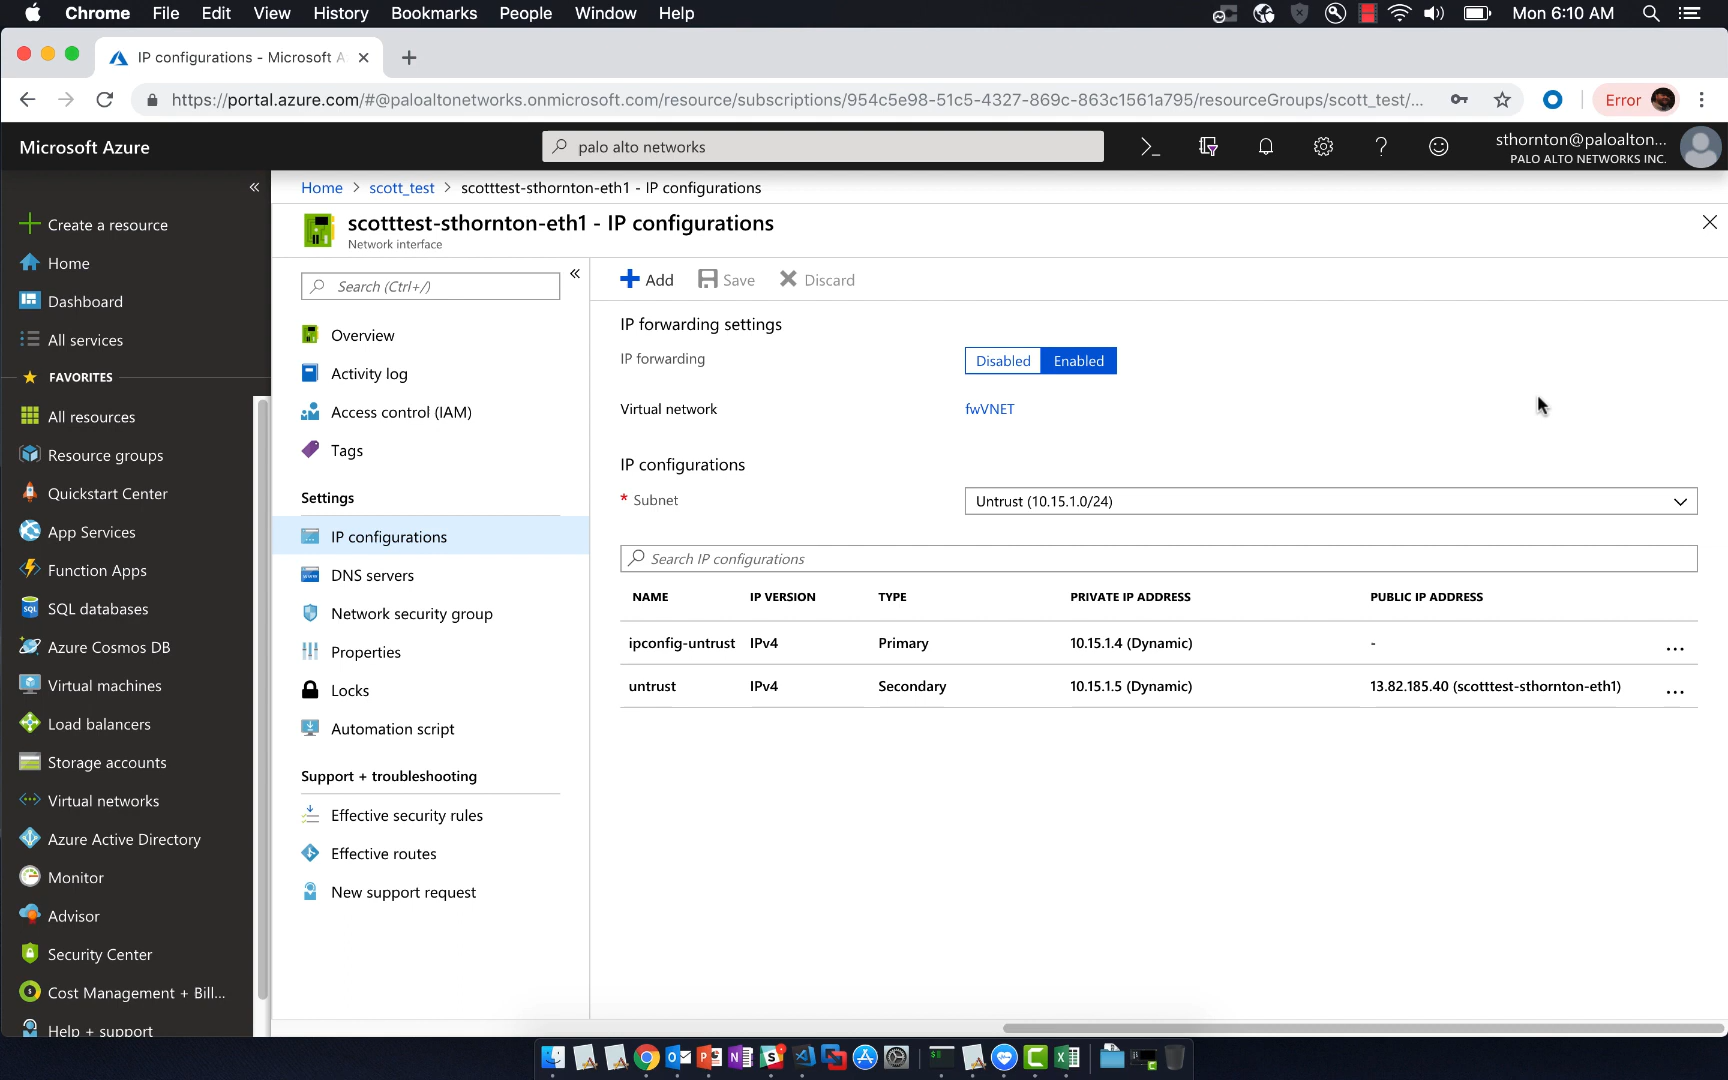 Chrome File Edit View History Bookmarks People Window Help Mon 6:10 AM
IP configurations - Microsoft A
https://portal.azure.com/#@paloaltonetworks.onmicrosoft.com/resource/subscriptions/954c5e98-51c5-4327-869c-863c1561a795/resourceGroups/scott_test/... Error
Microsoft Azure
palo alto networks
sthornton@paloalton...
PALO ALTO NETWORKS INC.
Home > scott_test > scotttest-sthornton-eth1 - IP configurations
scotttest-sthornton-eth1 - IP configurations
Network interface
Create a resource
Home
Dashboard
All services
FAVORITES
All resources
Resource groups
Quickstart Center
App Services
Function Apps
SQL databases
Azure Cosmos DB
Virtual machines
Load balancers
Storage accounts
Virtual networks
Azure Active Directory
Monitor
Advisor
Security Center
Cost Management + Bill...
Help + support
Search (Ctrl+/)
Overview
Activity log
Access control (IAM)
Tags
Settings
IP configurations
DNS servers
Network security group
Properties
Locks
Automation script
Support + troubleshooting
Effective security rules
Effective routes
New support request
Add Save Discard
IP forwarding settings
IP forwarding Disabled Enabled
Virtual network fwVNET
IP configurations
* Subnet Untrust (10.15.1.0/24)
Search IP configurations
NAME IP VERSION TYPE PRIVATE IP ADDRESS PUBLIC IP ADDRESS
ipconfig-untrust IPv4 Primary 10.15.1.4 (Dynamic) - ...
untrust IPv4 Secondary 10.15.1.5 (Dynamic) 13.82.185.40 (scotttest-sthornton-eth1) ...